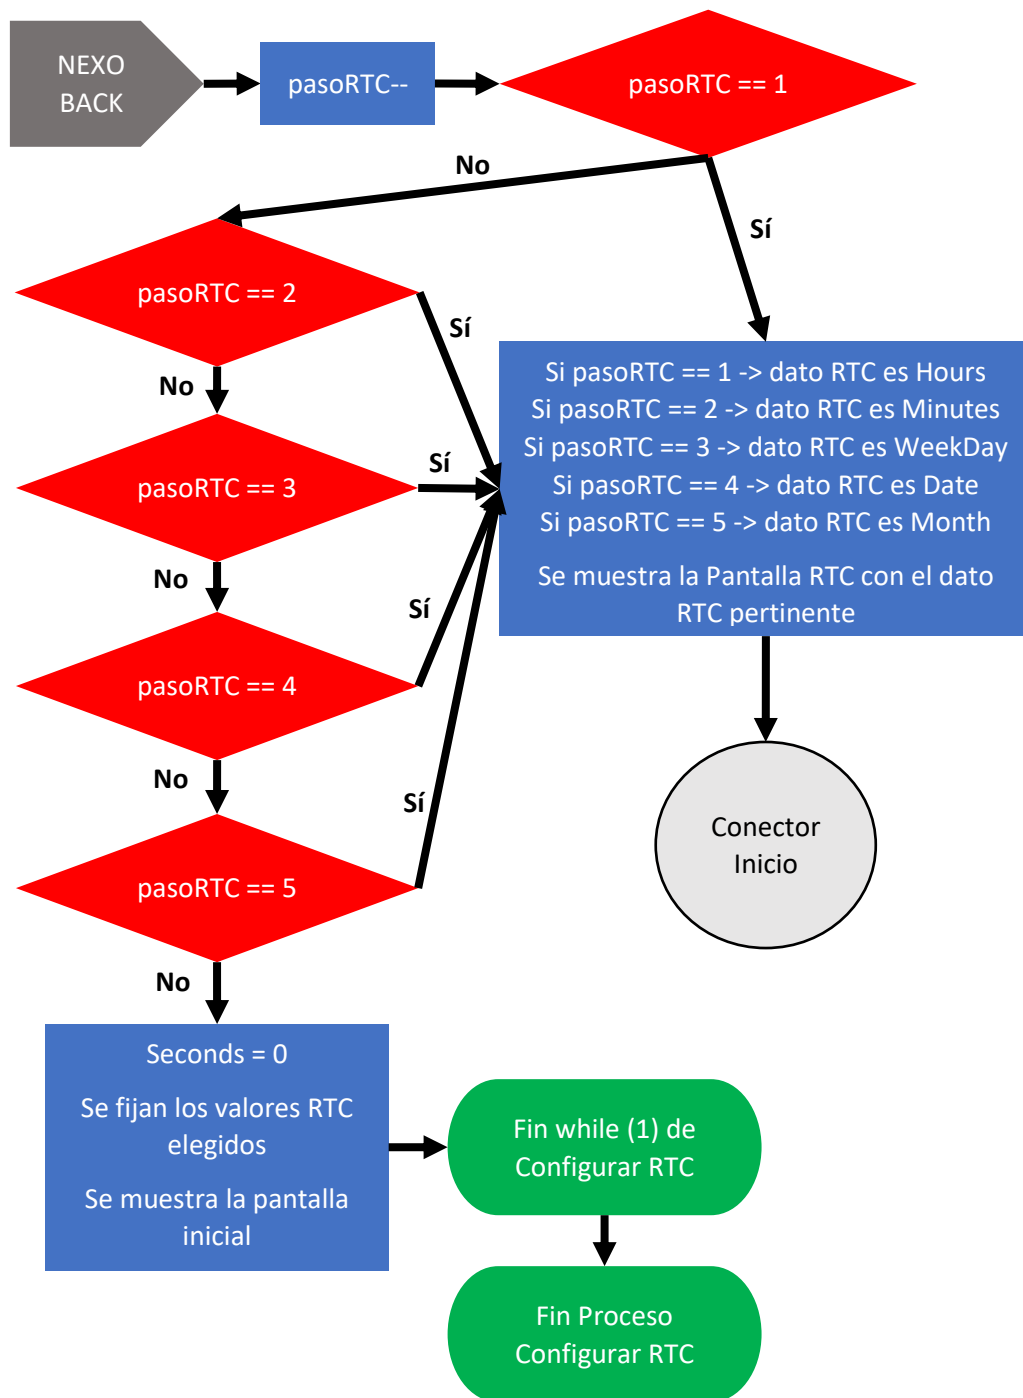 NEXO
BACK
pasoRTC--
pasoRTC == 1
No
Sí
pasoRTC == 2
Sí
No
pasoRTC == 3
Sí
No
pasoRTC == 4
Sí
No
pasoRTC == 5
Sí
No
Si pasoRTC == 1 -> dato RTC es Hours
Si pasoRTC == 2 -> dato RTC es Minutes
Si pasoRTC == 3 -> dato RTC es WeekDay
Si pasoRTC == 4 -> dato RTC es Date
Si pasoRTC == 5 -> dato RTC es Month
Se muestra la Pantalla RTC con el dato
RTC pertinente
Conector
Inicio
Seconds = 0
Se fijan los valores RTC
elegidos
Se muestra la pantalla
inicial
Fin while (1) de
Configurar RTC
Fin Proceso
Configurar RTC